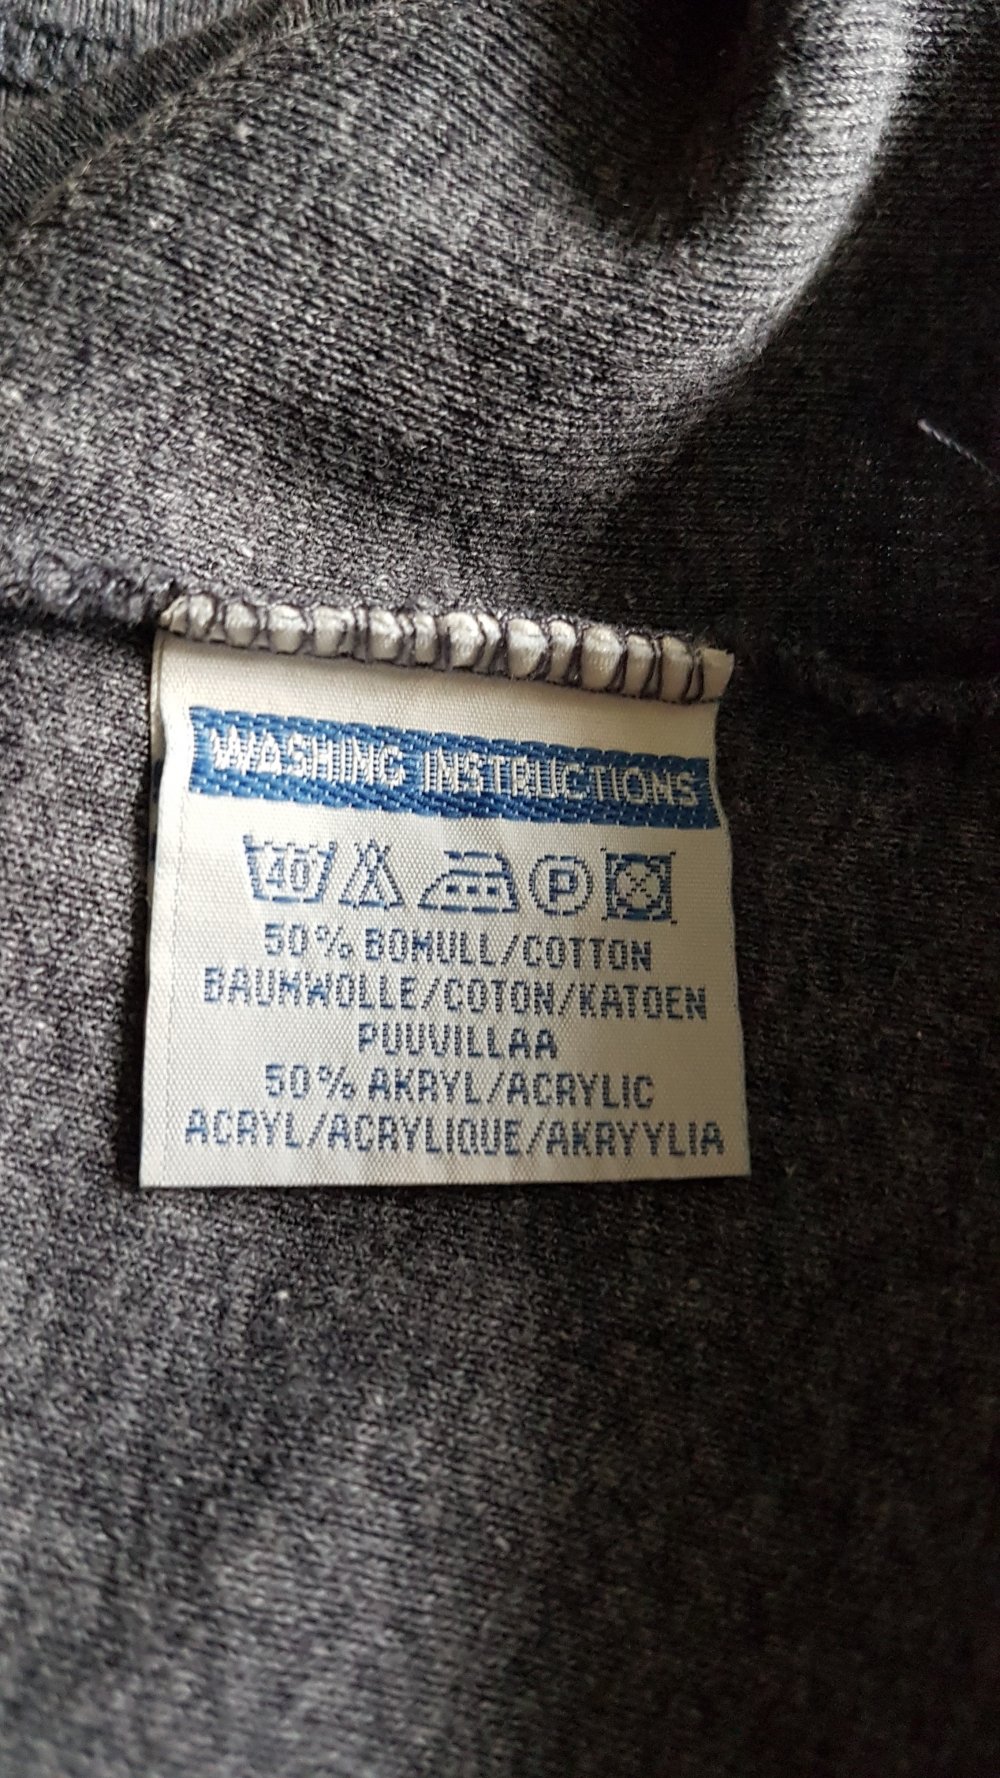 WASHING INSTRUCTIONS
40 P
50% BOMULL/COTTON
BAUMWOLLE/COTON/KATOEN
PUUVILLAA
50% AKRYL/ACRYLIC
ACRYL/ACRYLIQUE/AKRYYLIA